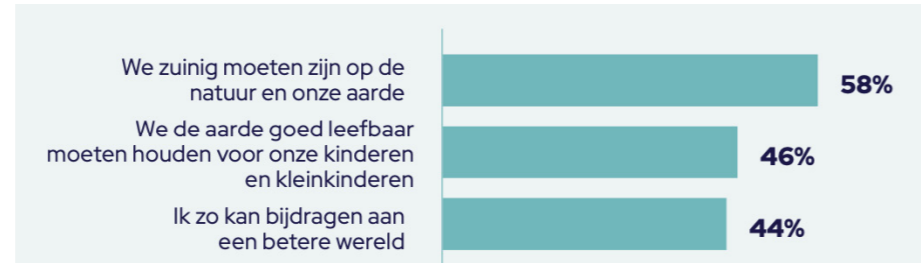 We zuinig moeten zijn op de
natuur en onze aarde
58%
We de aarde goed leefbaar
moeten houden voor onze kinderen
en kleinkinderen
46%
Ik zo kan bijdragen aan
een betere wereld
44%